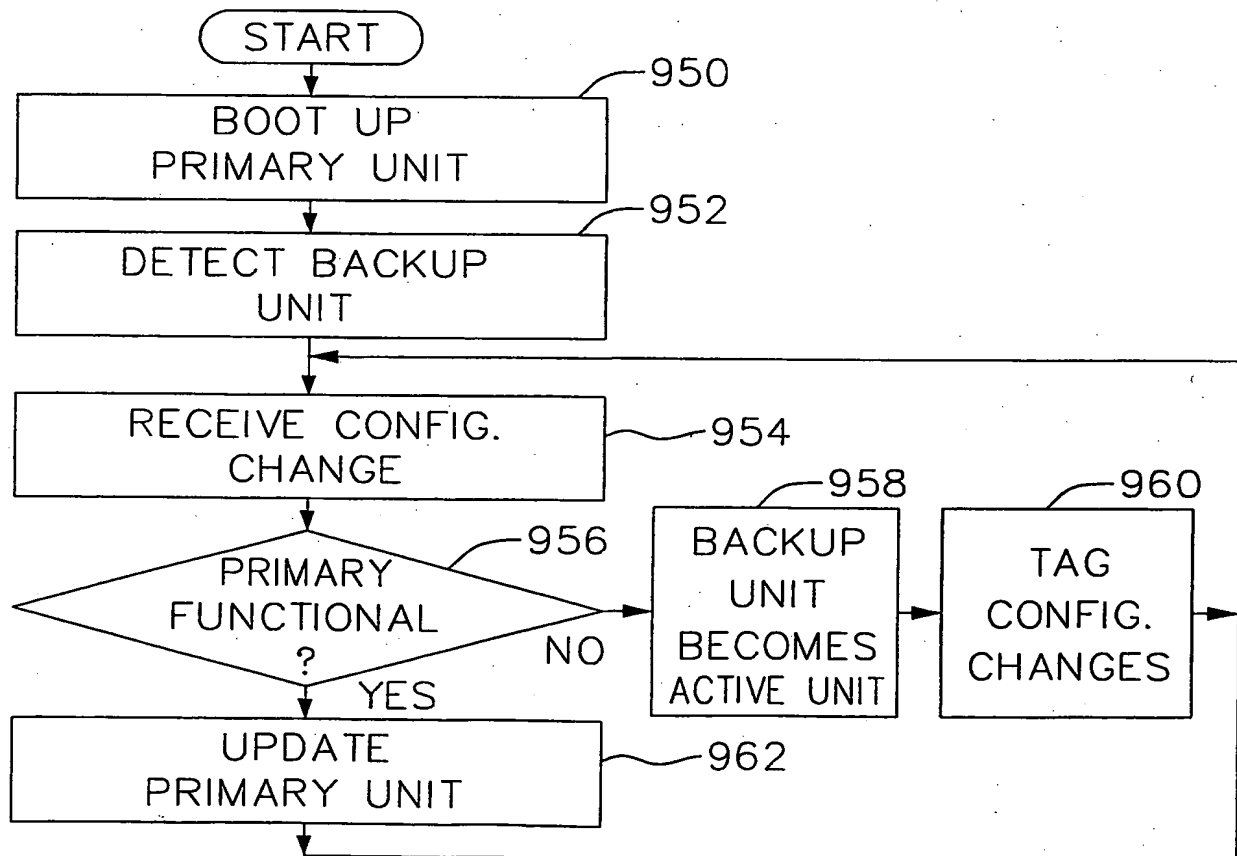 START
950
BOOT UP
PRIMARY UNIT
952
DETECT BACKUP
UNIT
RECEIVE CONFIG.
CHANGE
954
956
PRIMARY
FUNCTIONAL
?
NO
YES
958
BACKUP
UNIT
BECOMES
ACTIVE UNIT
960
TAG
CONFIG.
CHANGES
UPDATE
PRIMARY UNIT
962